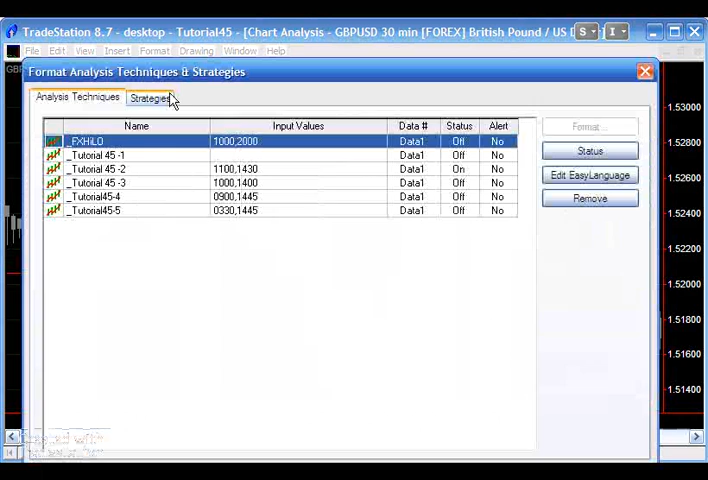 TradeStation 8.7 - desktop - Tutorial45 - [Chart Analysis - GBPUSD 30 min [FOREX] British Pound / US D
S I
File Edit View Insert Format Drawing Window Help
Format Analysis Techniques & Strategies
Analysis Techniques Strategies
Name Input Values Data # Status Alert
_FXHiLO 1000,2000 Data1 Off No
_Tutorial 45 -1 Data1 Off No
_Tutorial 45 -2 1100,1430 Data1 On No
_Tutorial 45 -3 1000,1400 Data1 Off No
_Tutorial45-4 0900,1445 Data1 Off No
_Tutorial45-5 0330,1445 Data1 Off No
Format...
Status
Edit EasyLanguage
Remove
1.53000
1.52800
1.52600
1.52400
1.52200
1.52000
1.51800
1.51600
1.51400